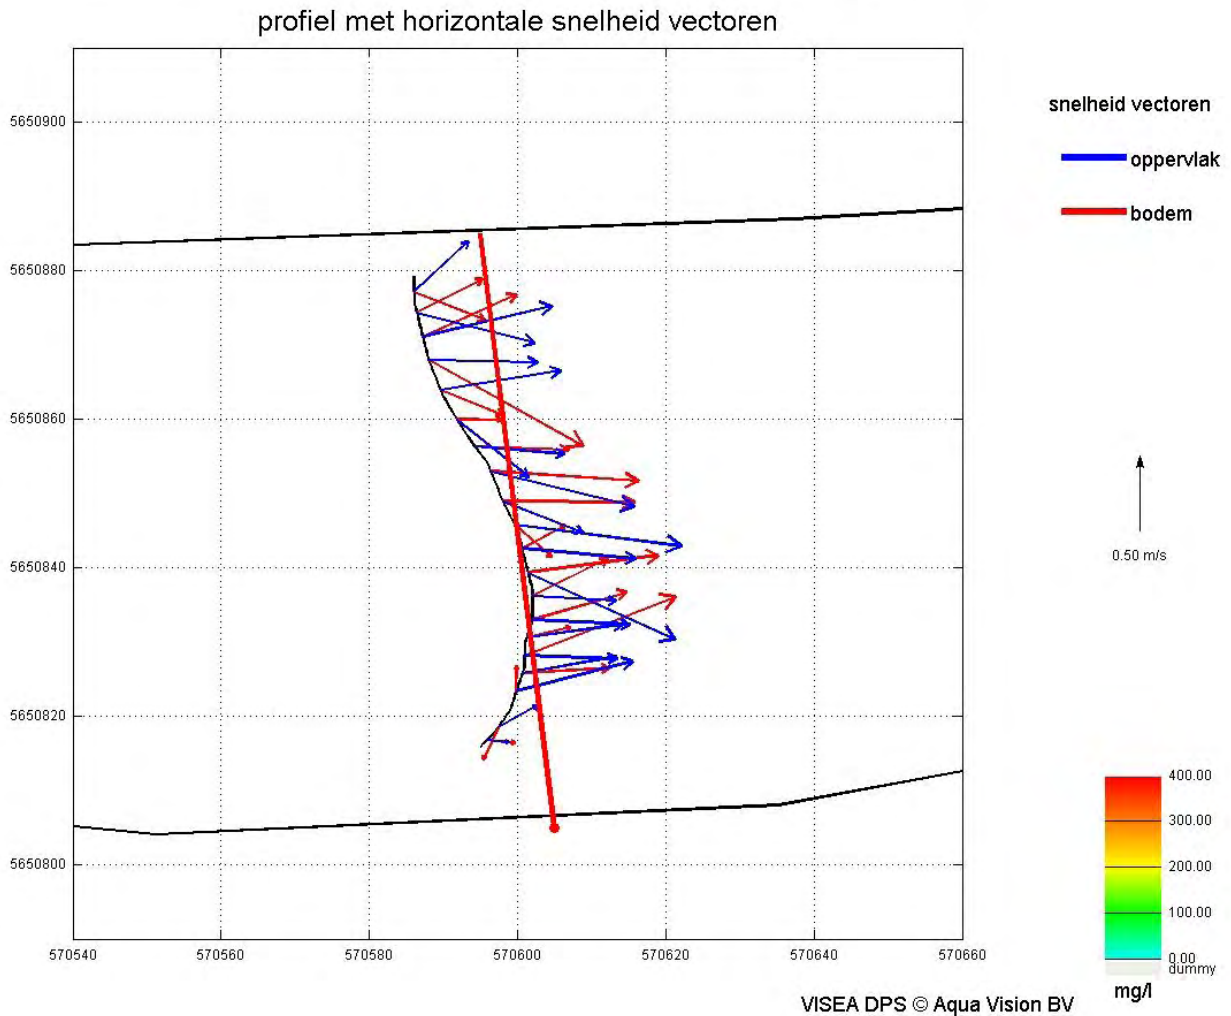 profiel met horizontale snelheid vectoren
snelheid vectoren
oppervlak
bodem
5650900
5650880
5650860
5650840
5650820
5650800
570540
570560
570580
570600
570620
570640
570660
0.50 m/s
400.00
300.00
200.00
100.00
0.00
dummy
mg/l
VISEA DPS © Aqua Vision BV